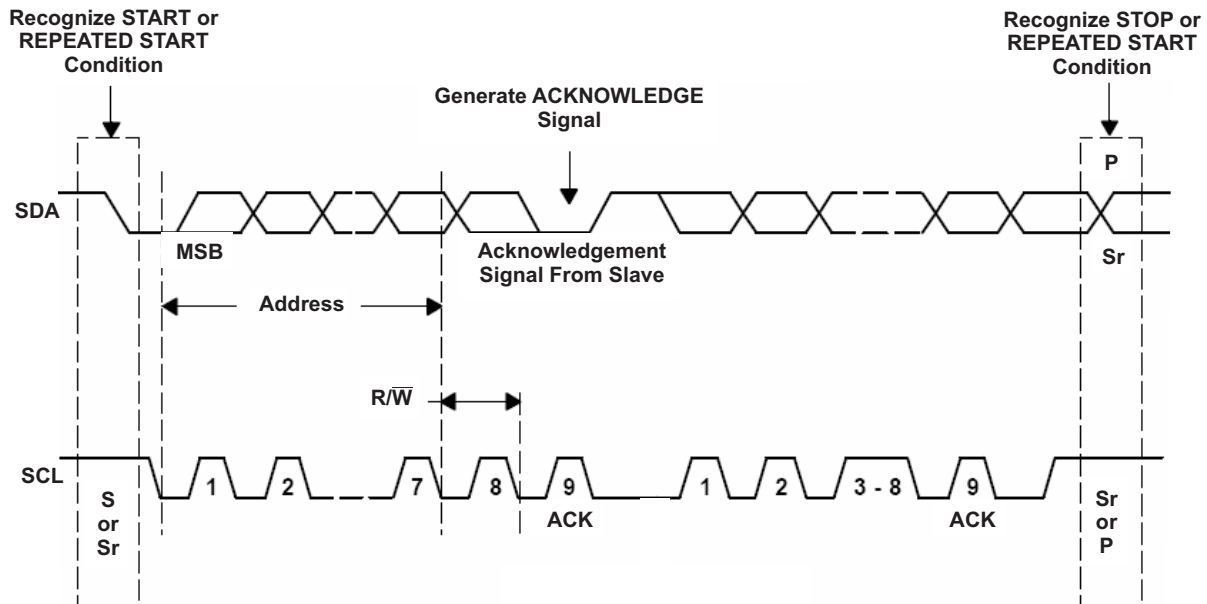 Recognize START or
REPEATED START
Condition
Recognize STOP or
REPEATED START
Condition
Generate ACKNOWLEDGE
Signal
P
SDA
MSB
Acknowledgement
Signal From Slave
Sr
Address
R/W̅
SCL
1
2
7
8
9
1
2
3 - 8
9
S
or
Sr
ACK
ACK
Sr
or
P